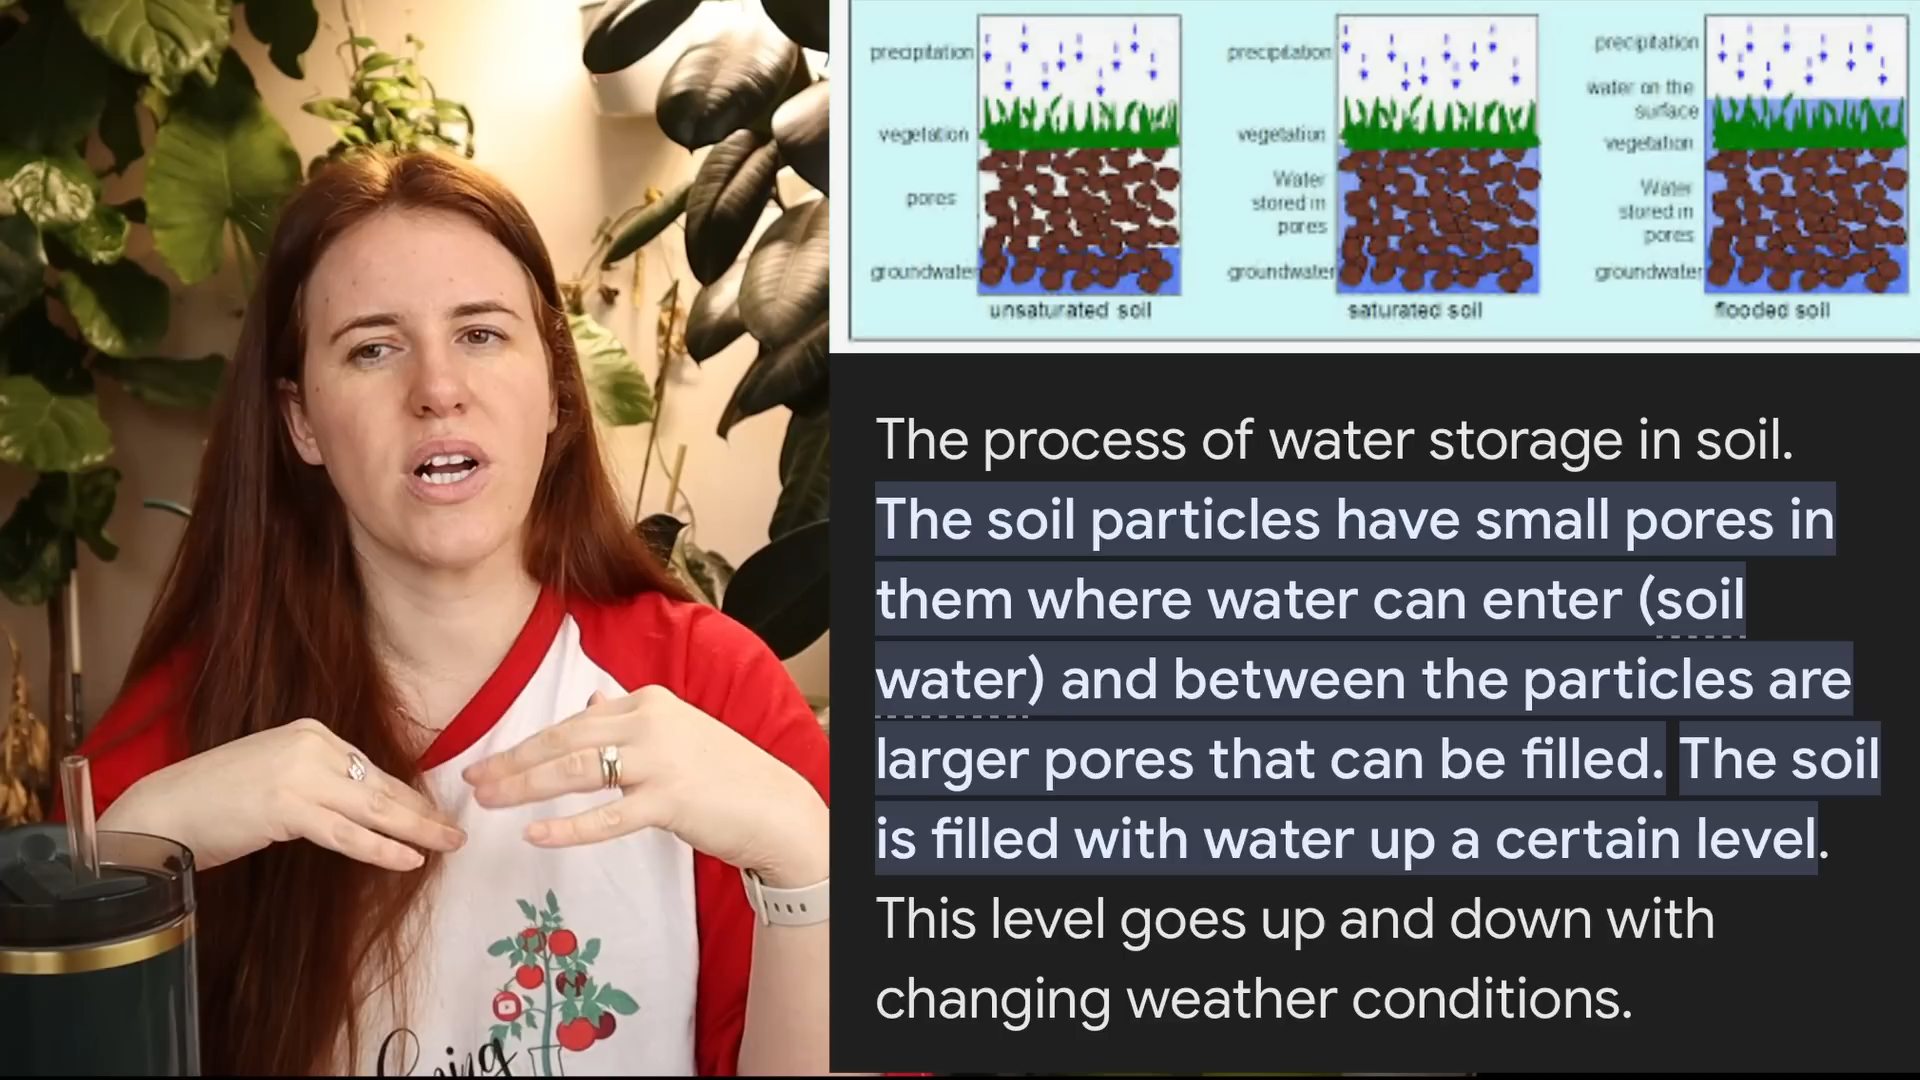 precipitation
vegetation
pores
groundwater
unsaturated soil
precipitation
vegetation
Water
stored in
pores
groundwater
saturated soil
precipitation
water on the
surface
vegetation
Water
stored in
pores
groundwater
flooded soil
The process of water storage in soil.
The soil particles have small pores in
them where water can enter (soil
water) and between the particles are
larger pores that can be filled. The soil
is filled with water up a certain level.
This level goes up and down with
changing weather conditions.